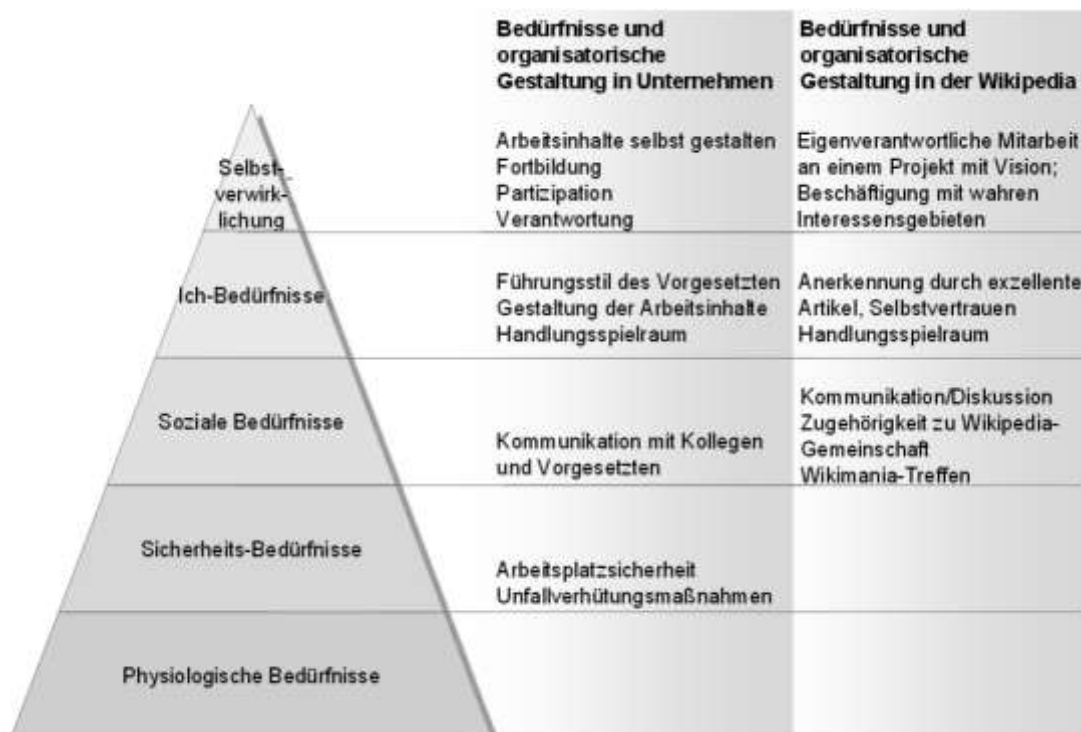 Bedürfnisse und
organisatorische
Gestaltung in Unternehmen
Bedürfnisse und
organisatorische
Gestaltung in der Wikipedia
Selbst-
verwirk-
lichung
Arbeitsinhalte selbst gestalten
Fortbildung
Partizipation
Verantwortung
Eigenverantwortliche Mitarbeit
an einem Projekt mit Vision;
Beschäftigung mit wahren
Interessensgebieten
Ich-Bedürfnisse
Führungsstil des Vorgesetzten
Gestaltung der Arbeitsinhalte
Handlungsspielraum
Anerkennung durch exzellente
Artikel, Selbstvertrauen
Handlungsspielraum
Soziale Bedürfnisse
Kommunikation mit Kollegen
und Vorgesetzten
Kommunikation/Diskussion
Zugehörigkeit zu Wikipedia-
Gemeinschaft
Wikimania-Treffen
Sicherheits-Bedürfnisse
Arbeitsplatzsicherheit
Unfallverhütungsmaßnahmen
Physiologische Bedürfnisse